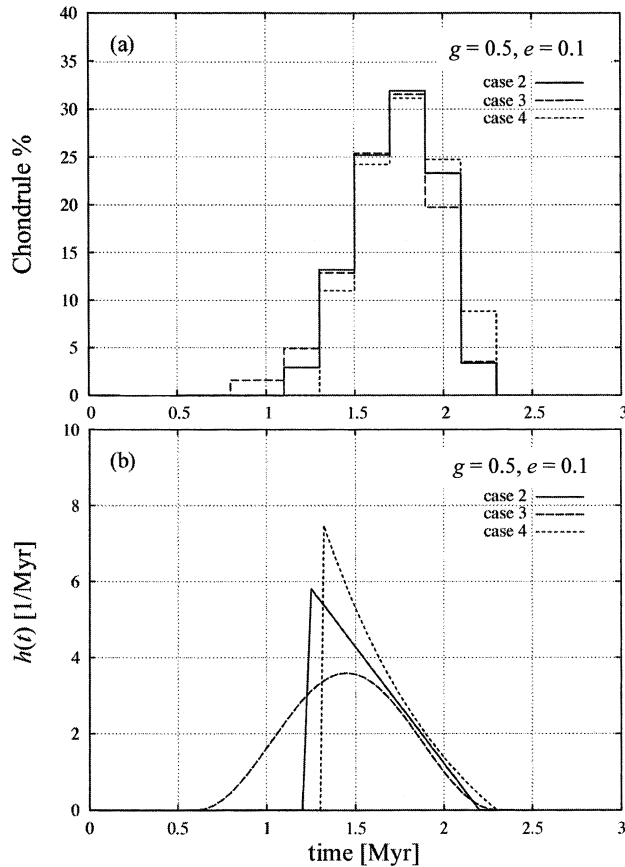 40
(a)
g = 0.5, e = 0.1
35
case 2
30
case 3
case 4
25
Chondrule %
20
15
10
5
0
0 0.5 1 1.5 2 2.5 3
10
(b)
g = 0.5, e = 0.1
8
case 2
case 3
case 4
6
h(t) [1/Myr]
4
2
0
0 0.5 1 1.5 2 2.5 3
time [Myr]